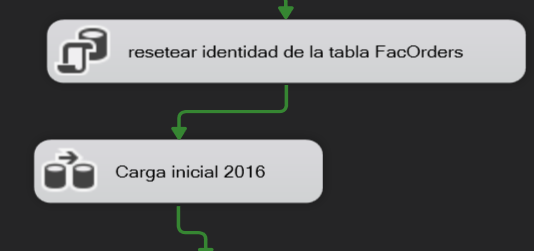 resetear identidad de la tabla FacOrders
Carga inicial 2016